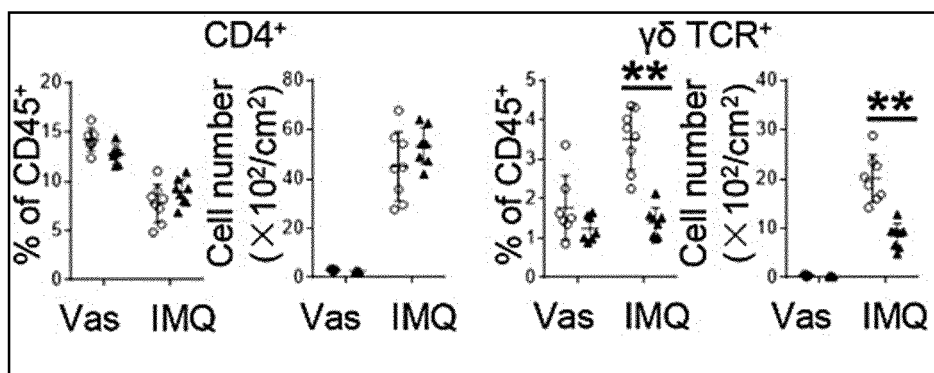 CD4⁺ γδ TCR⁺
% of CD45⁺
20
15
10
5
0
Vas IMQ
Cell number
(×10²/cm²)
80
60
40
20
0
Vas IMQ
% of CD45⁺
5
4
3
2
1
0
**
Vas IMQ
Cell number
(×10²/cm²)
40
30
20
10
0
**
Vas IMQ